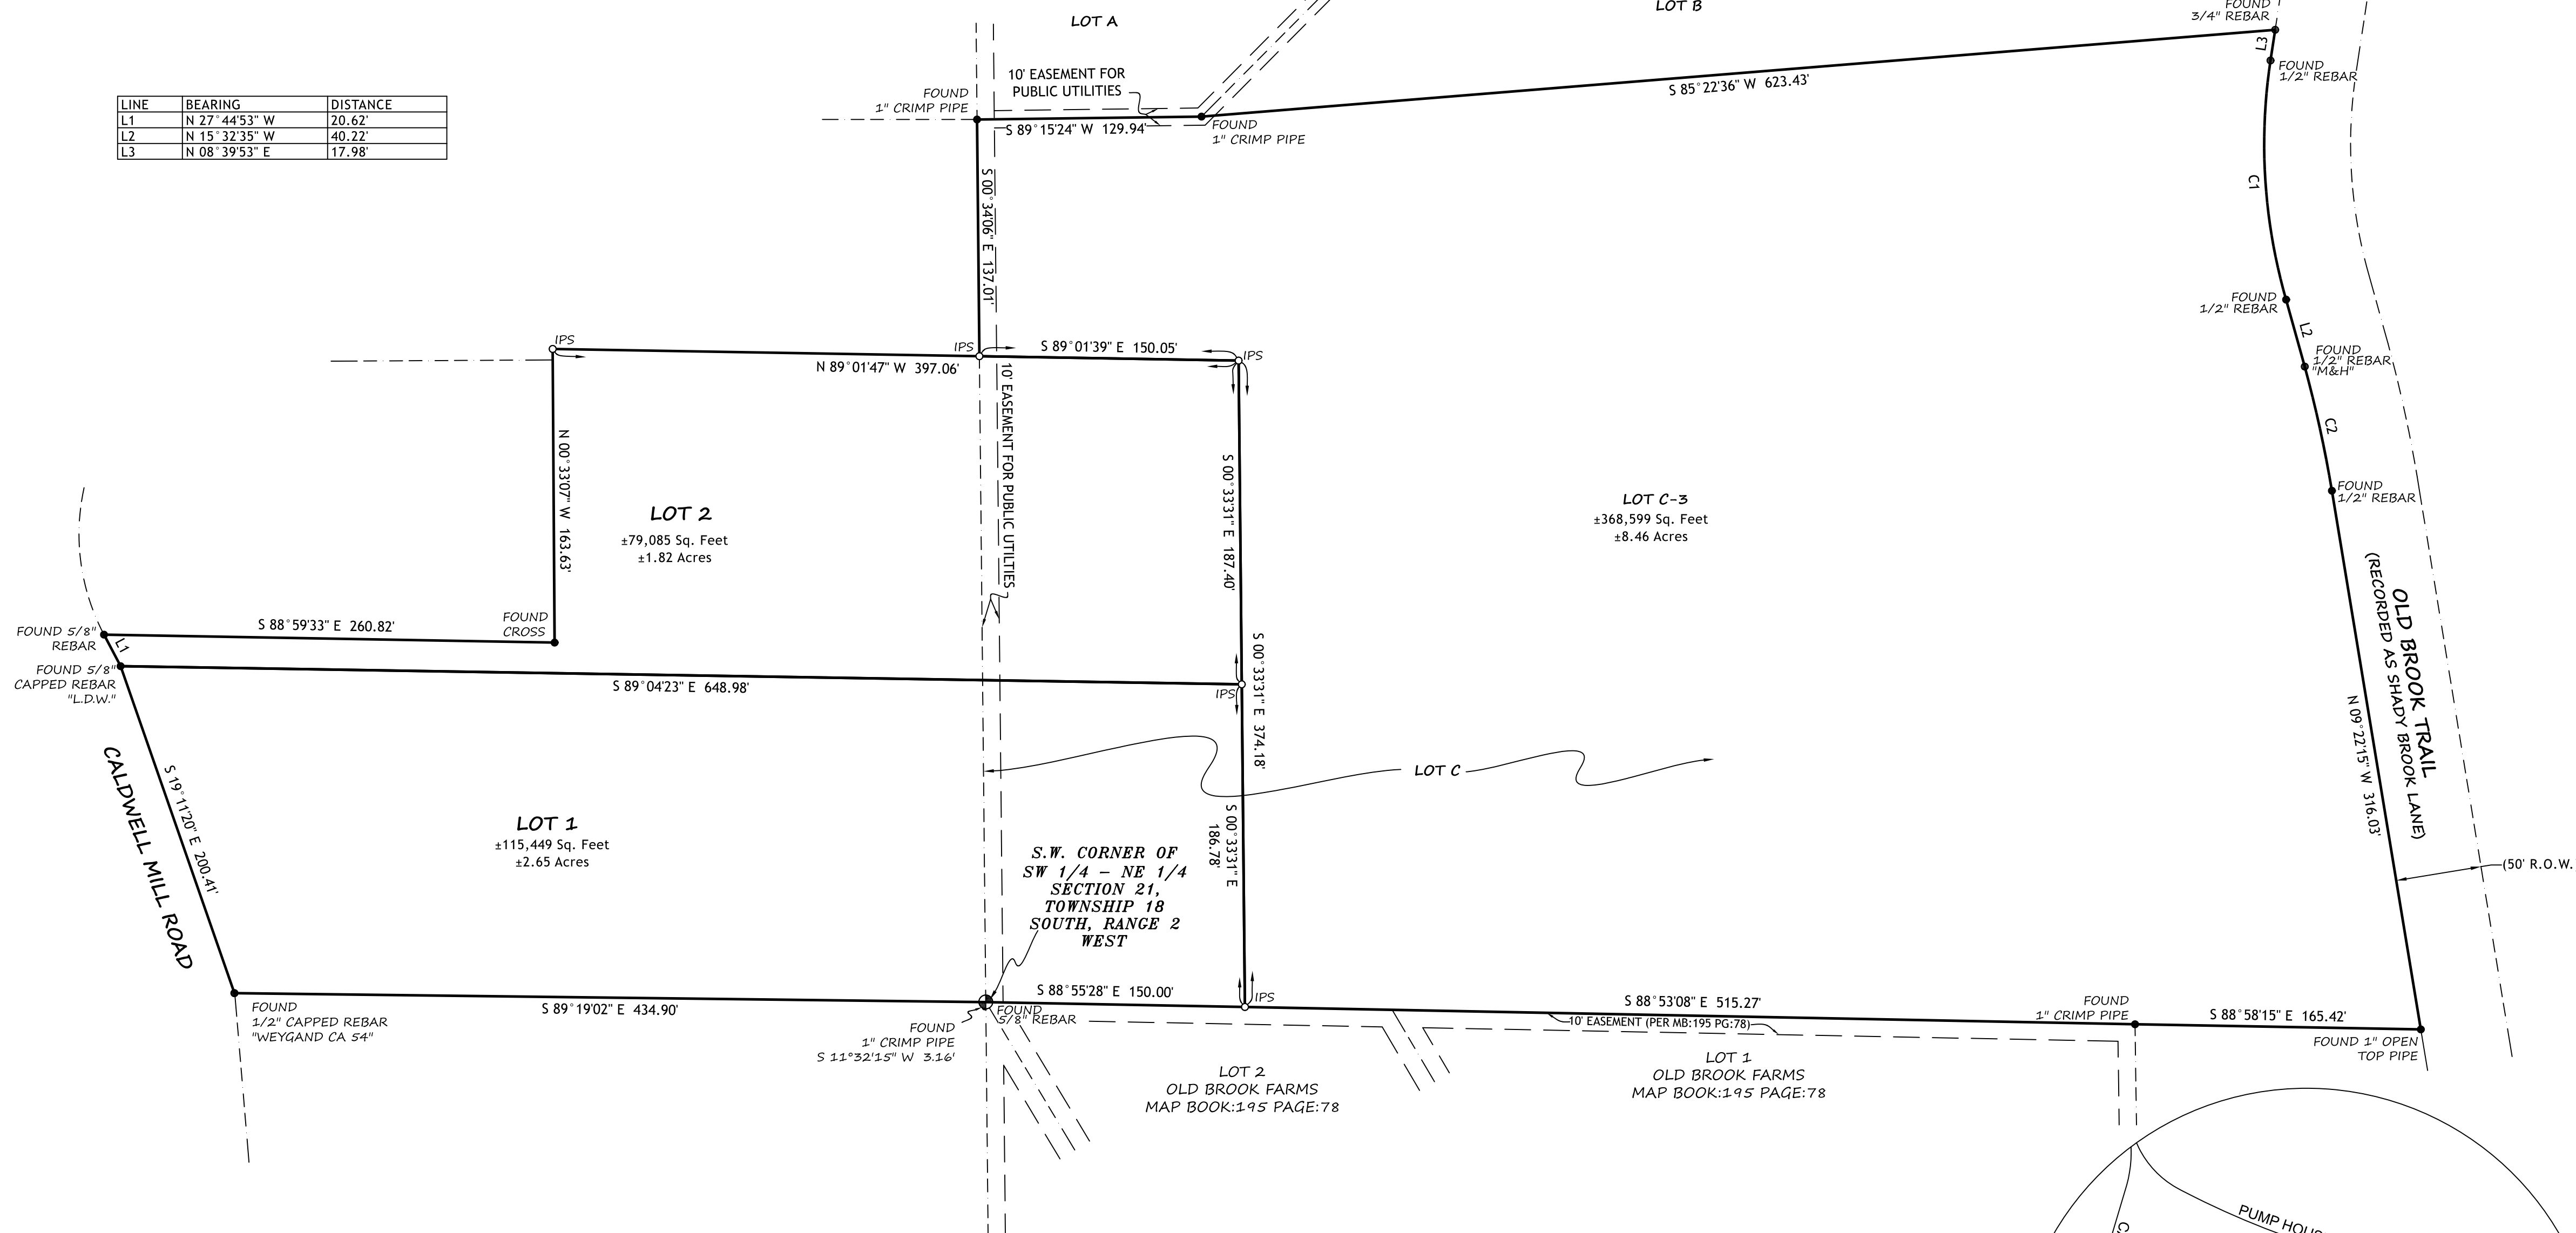 LOT A
LOT B
FOUND
3/4" REBAR
L3
FOUND
1/2" REBAR
10' EASEMENT FOR
PUBLIC UTILITIES
S 85°22'36" W 623.43'
FOUND
1" CRIMP PIPE
S 89°15'24" W 129.94'
FOUND
1" CRIMP PIPE
LINE BEARING DISTANCE
L1 N 27°44'53" W 20.62'
L2 N 15°32'35" W 40.22'
L3 N 08°39'53" E 17.98'
S 00°34'06" E 137.01'
C1
FOUND
1/2" REBAR
L2
FOUND
1/2" REBAR
"M&H"
C2
FOUND
1/2" REBAR
IPS
IPS
S 89°01'39" E 150.05'
IPS
N 89°01'47" W 397.06'
10' EASEMENT FOR PUBLIC UTILTIES
N 00°33'07" W 163.63'
S 00°33'31" E 187.40'
LOT 2
±79,085 Sq. Feet
±1.82 Acres
LOT C-3
±368,599 Sq. Feet
±8.46 Acres
FOUND 5/8"
REBAR
L1
S 88°59'33" E 260.82'
FOUND
CROSS
FOUND 5/8"
CAPPED REBAR
"L.D.W."
S 89°04'23" E 648.98'
IPS
S 00°33'31" E 374.18'
OLD BROOK TRAIL
(RECORDED AS SHADY BROOK LANE)
N 09°22'15" W 316.03'
(50' R.O.W.
CALDWELL MILL ROAD
S 19°11'20" E 200.41'
LOT C
LOT 1
±115,449 Sq. Feet
±2.65 Acres
S 00°33'31" E
186.78'
S.W. CORNER OF
SW 1/4 - NE 1/4
SECTION 21,
TOWNSHIP 18
SOUTH, RANGE 2
WEST
FOUND
1/2" CAPPED REBAR
"WEYGAND CA 54"
S 89°19'02" E 434.90'
S 88°55'28" E 150.00'
IPS
FOUND
5/8" REBAR
FOUND
1" CRIMP PIPE
S 11°32'15" W 3.16'
S 88°53'08" E 515.27'
10' EASEMENT (PER MB:195 PG:78)
FOUND
1" CRIMP PIPE
S 88°58'15" E 165.42'
FOUND 1" OPEN
TOP PIPE
LOT 2
OLD BROOK FARMS
MAP BOOK:195 PAGE:78
LOT 1
OLD BROOK FARMS
MAP BOOK:195 PAGE:78
PUMP